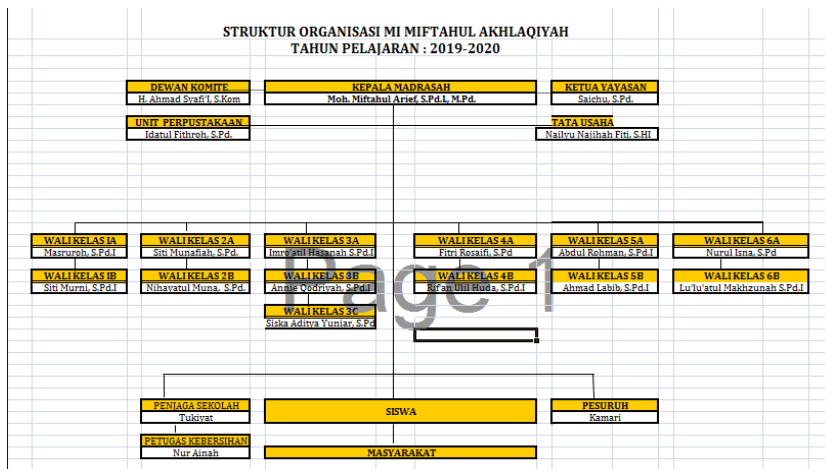 STRUKTUR ORGANISASI MI MIFTAHUL AKHLAQIYAH
TAHUN PELAJARAN : 2019-2020
DEWAN KOMITE
H. Ahmad Syafi'I, S.Kom
KEPALA MADRASAH
Moh. Miftahul Arief, S.Pd.I., M.Pd.
KETUA YAYASAN
Saichu, S.Pd.
UNIT PERPUSTAKAAN
Idatul Fithroh, S.Pd.
TATA USAHA
Nailyu Najihah Fiti, S.HI
WALI KELAS IA
Masruroh, S.Pd.I
WALI KELAS 2A
Siti Munafiah, S.Pd.
WALI KELAS 3A
Imro'atil Hasanah S.Pd.I
WALI KELAS 4A
Fitri Rosaifi, S.Pd
WALI KELAS 5A
Abdul Rohman, S.Pd.I
WALI KELAS 6A
Nurul Isna, S.Pd
WALI KELAS IB
Siti Murni, S.Pd.I
WALI KELAS 2B
Nihayatul Muna, S.Pd.
WALI KELAS 3B
Annie Qodriyah, S.Pd.I
WALI KELAS 4B
Rif'an Ulil Huda, S.Pd.I
WALI KELAS 5B
Ahmad Labib, S.Pd.I
WALI KELAS 6B
Lu'lu'atul Makhzunah S.Pd.I
WALI KELAS 3C
Siska Aditya Yuniar, S.Pd
Page 1
PENJAGA SEKOLAH
Tukiyat
SISWA
PESURUH
Kamari
PETUGAS KEBERSIHAN
Nur Ainah
MASYARAKAT